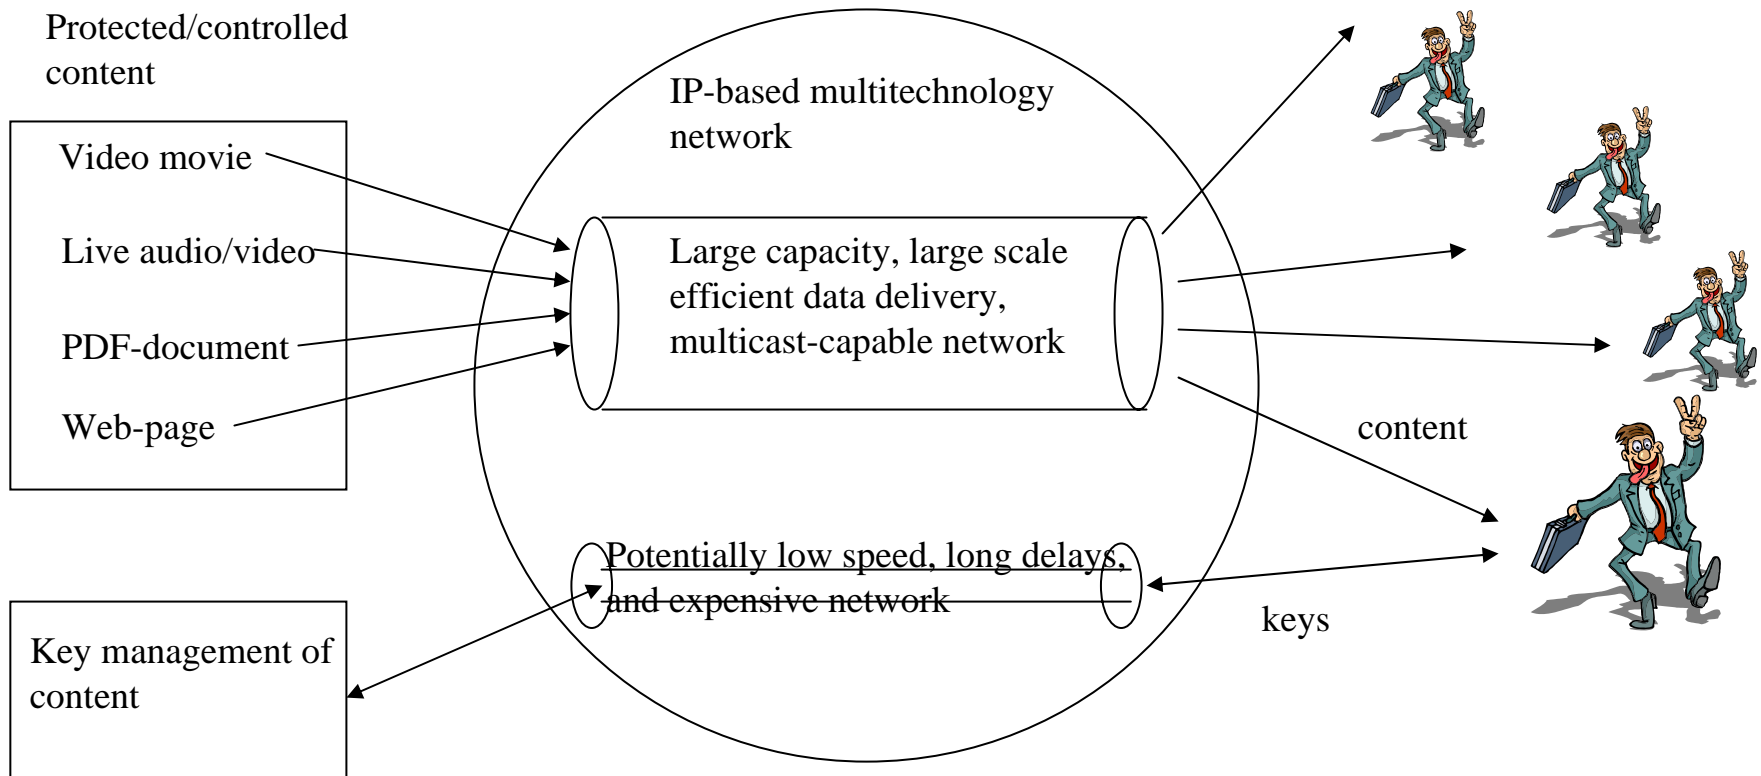 Protected/controlled
content
Video movie
Live audio/video
PDF-document
Web-page
IP-based multitechnology
network
Large capacity, large scale
efficient data delivery,
multicast-capable network
content
Potentially low speed, long delays,
and expensive network
keys
Key management of
content